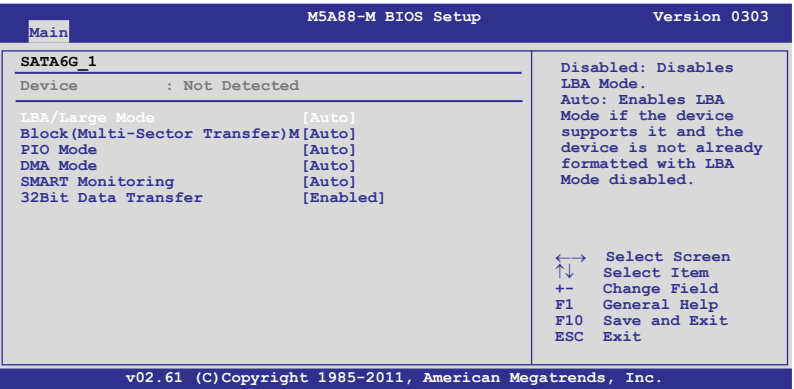 M5A88-M BIOS Setup Version 0303
Main
SATA6G_1
Device : Not Detected
LBA/Large Mode [Auto]
Block(Multi-Sector Transfer)M[Auto]
PIO Mode [Auto]
DMA Mode [Auto]
SMART Monitoring [Auto]
32Bit Data Transfer [Enabled]
Disabled: Disables
LBA Mode.
Auto: Enables LBA
Mode if the device
supports it and the
device is not already
formatted with LBA
Mode disabled.
←→ Select Screen
↑↓ Select Item
+- Change Field
F1 General Help
F10 Save and Exit
ESC Exit
v02.61 (C)Copyright 1985-2011, American Megatrends, Inc.